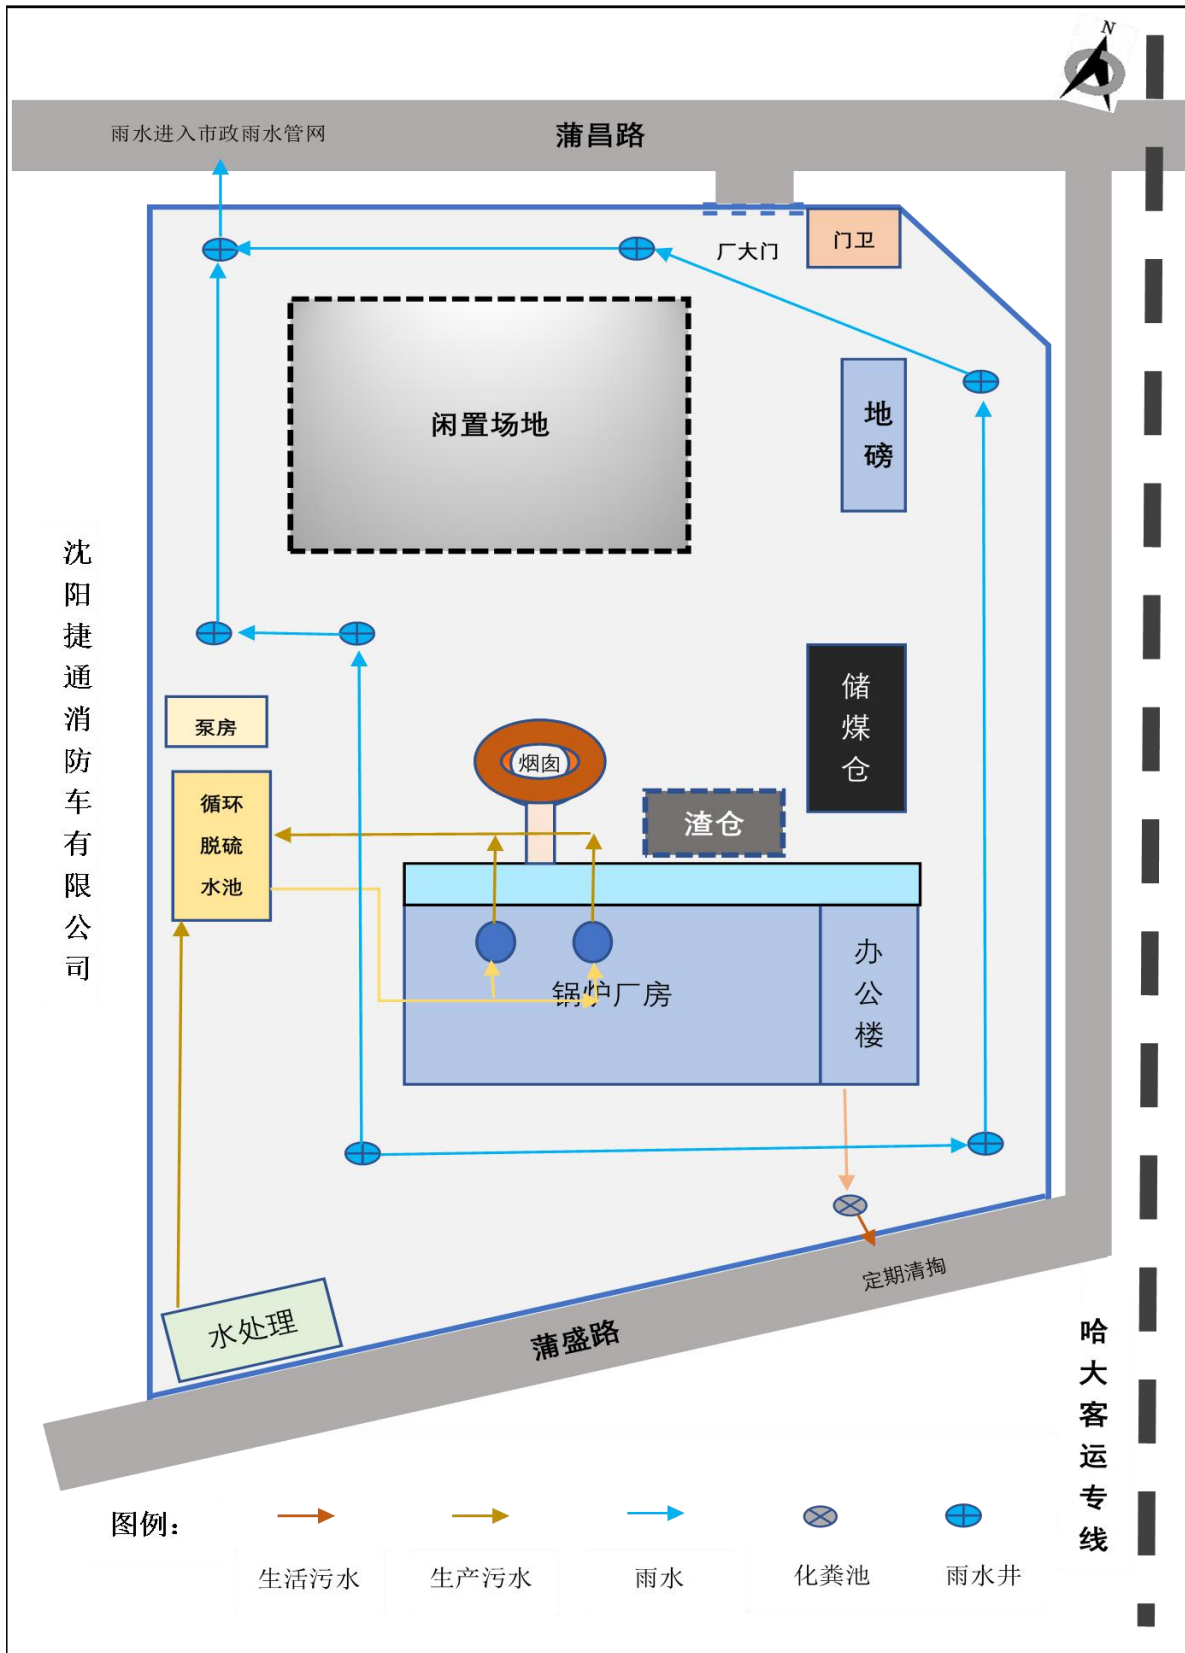 N
雨水进入市政雨水管网
蒲昌路
厂大门
门卫
闲置场地
地
磅
沈
阳
捷
通
消
防
车
有
限
公
司
储
煤
仓
泵房
烟囱
循环
脱硫
水池
渣仓
锅炉厂房
办
公
楼
定期清掏
水处理
蒲盛路
哈
大
客
运
专
线
图例：
生活污水
生产污水
雨水
化粪池
雨水井